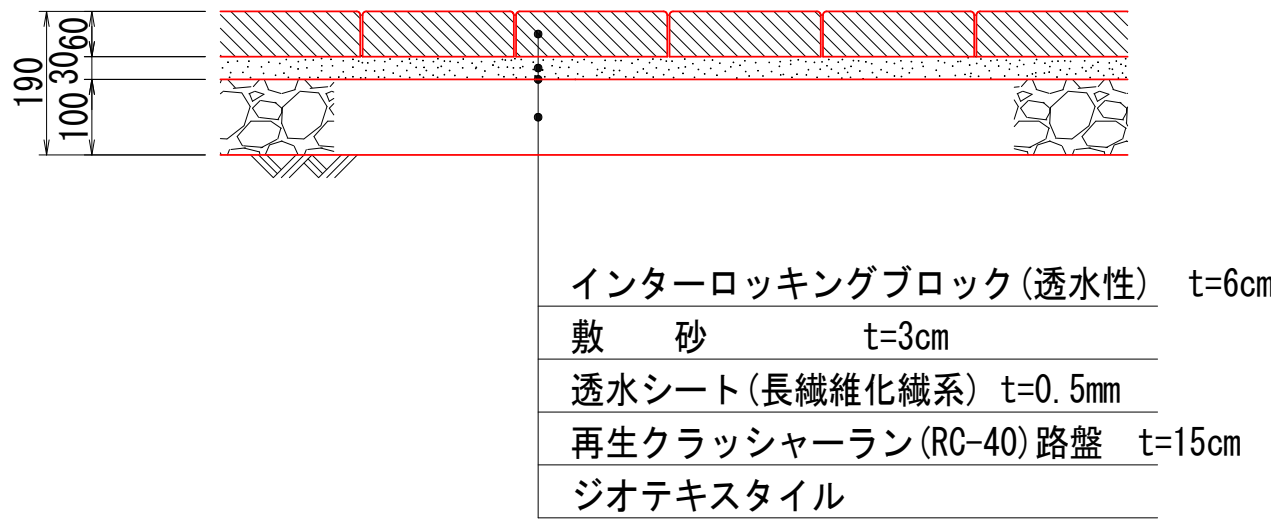 190
60
30
100
インターロッキングブロック(透水性) t=6cm
敷 砂 t=3cm
透水シート(長繊維化繊系) t=0.5mm
再生クラッシャーラン(RC-40)路盤 t=15cm
ジオテキスタイル